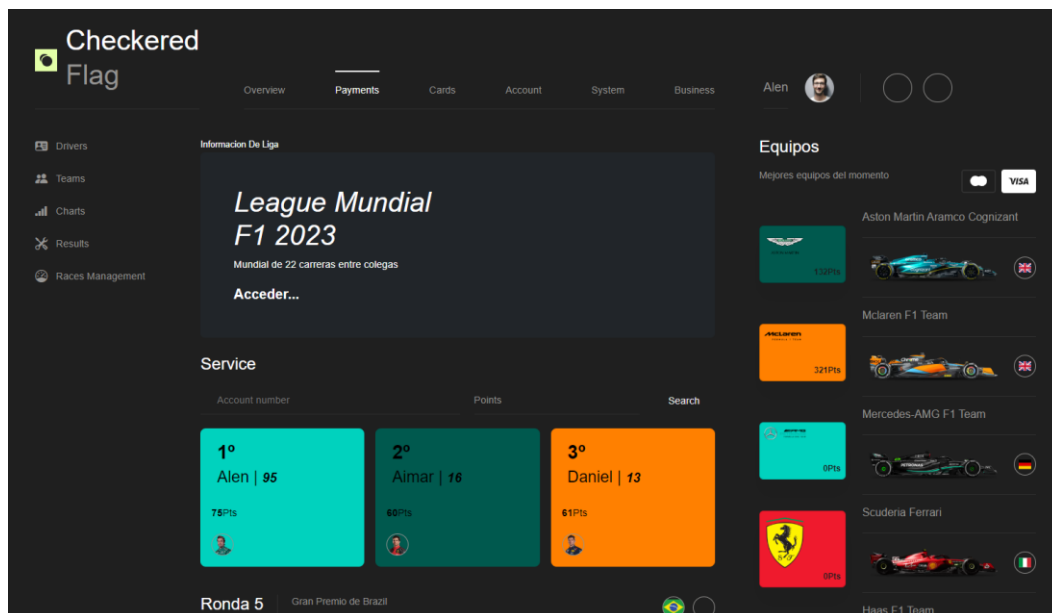 Checkered
Flag
Overview
Payments
Cards
Account
System
Business
Alen
Drivers
Teams
Charts
Results
Races Management
Informacion De Liga
League Mundial
F1 2023
Mundial de 22 carreras entre colegas
Acceder...
Service
Account number
Points
Search
1º
Alen | 95
75Pts
2º
Aimar | 16
60Pts
3º
Daniel | 13
61Pts
Ronda 5
Gran Premio de Brazil
Equipos
Mejores equipos del momento
VISA
Aston Martin Aramco Cognizant
132Pts
Mclaren F1 Team
McLaren
321Pts
Mercedes-AMG F1 Team
0Pts
PETRONAS
Scuderia Ferrari
0Pts
Haas F1 Team